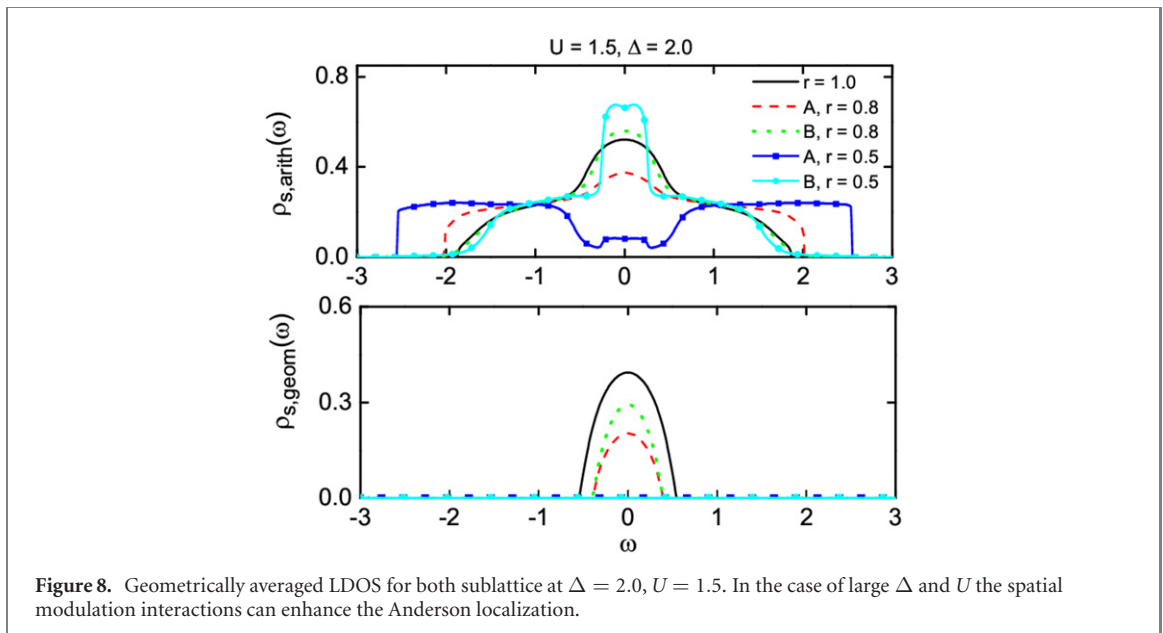 U = 1.5, Δ = 2.0
0.8
0.4
0.0
ρs,arith(ω)
r = 1.0
A, r = 0.8
B, r = 0.8
A, r = 0.5
B, r = 0.5
-3 -2 -1 0 1 2 3
0.6
0.3
0.0
ρs,geom(ω)
-3 -2 -1 0 1 2 3
ω
Figure 8. Geometrically averaged LDOS for both sublattice at Δ = 2.0, U = 1.5. In the case of large Δ and U the spatial
modulation interactions can enhance the Anderson localization.